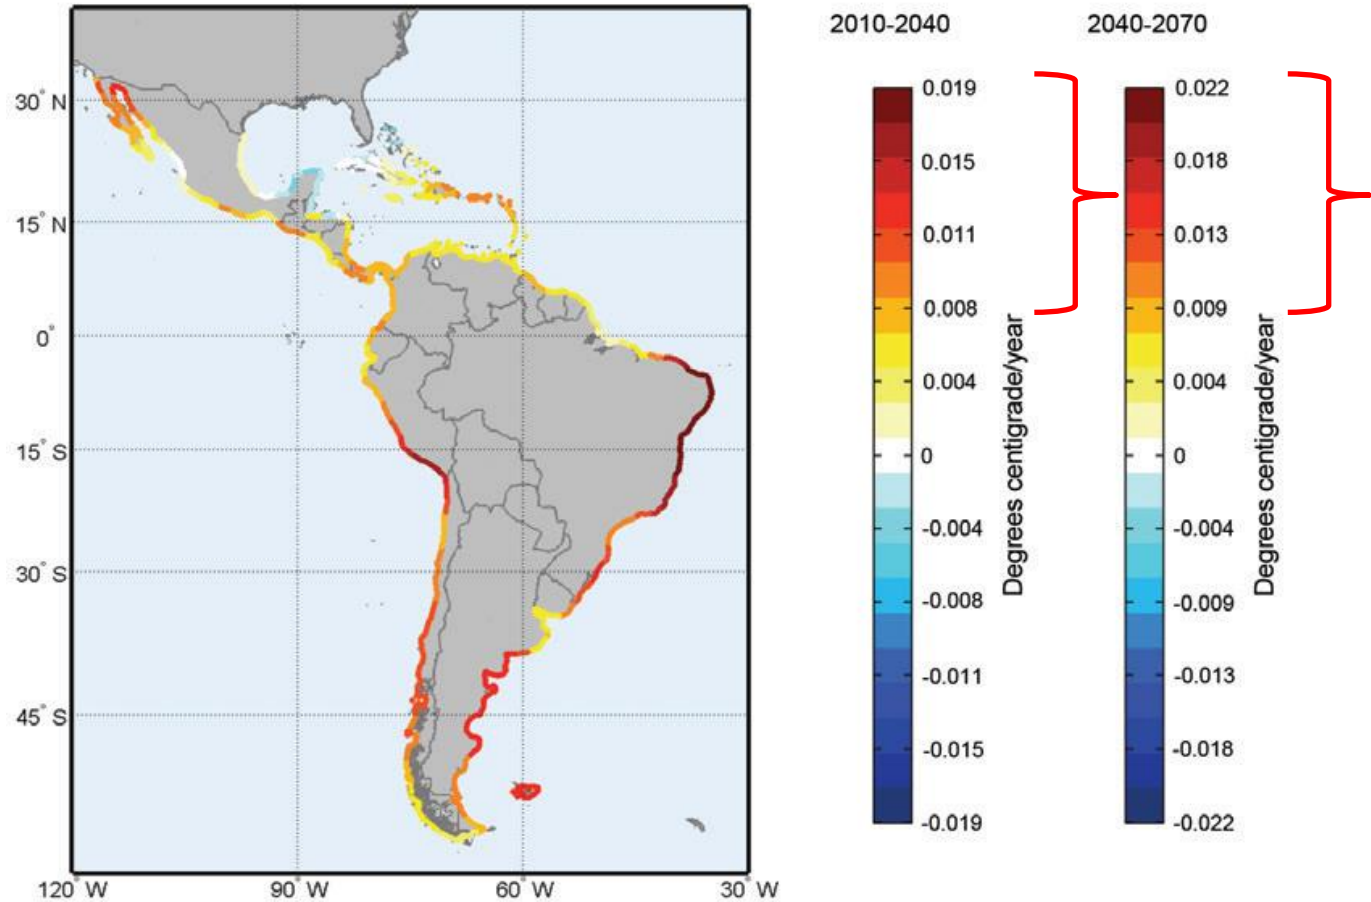 2010-2040
2040-2070
30° N
15° N
0°
15° S
30° S
45° S
120° W
90° W
60° W
30° W
0.019
0.015
0.011
0.008
0.004
0
-0.004
-0.008
-0.011
-0.015
-0.019
Degrees centigrade/year
0.022
0.018
0.013
0.009
0.004
0
-0.004
-0.009
-0.013
-0.018
-0.022
Degrees centigrade/year